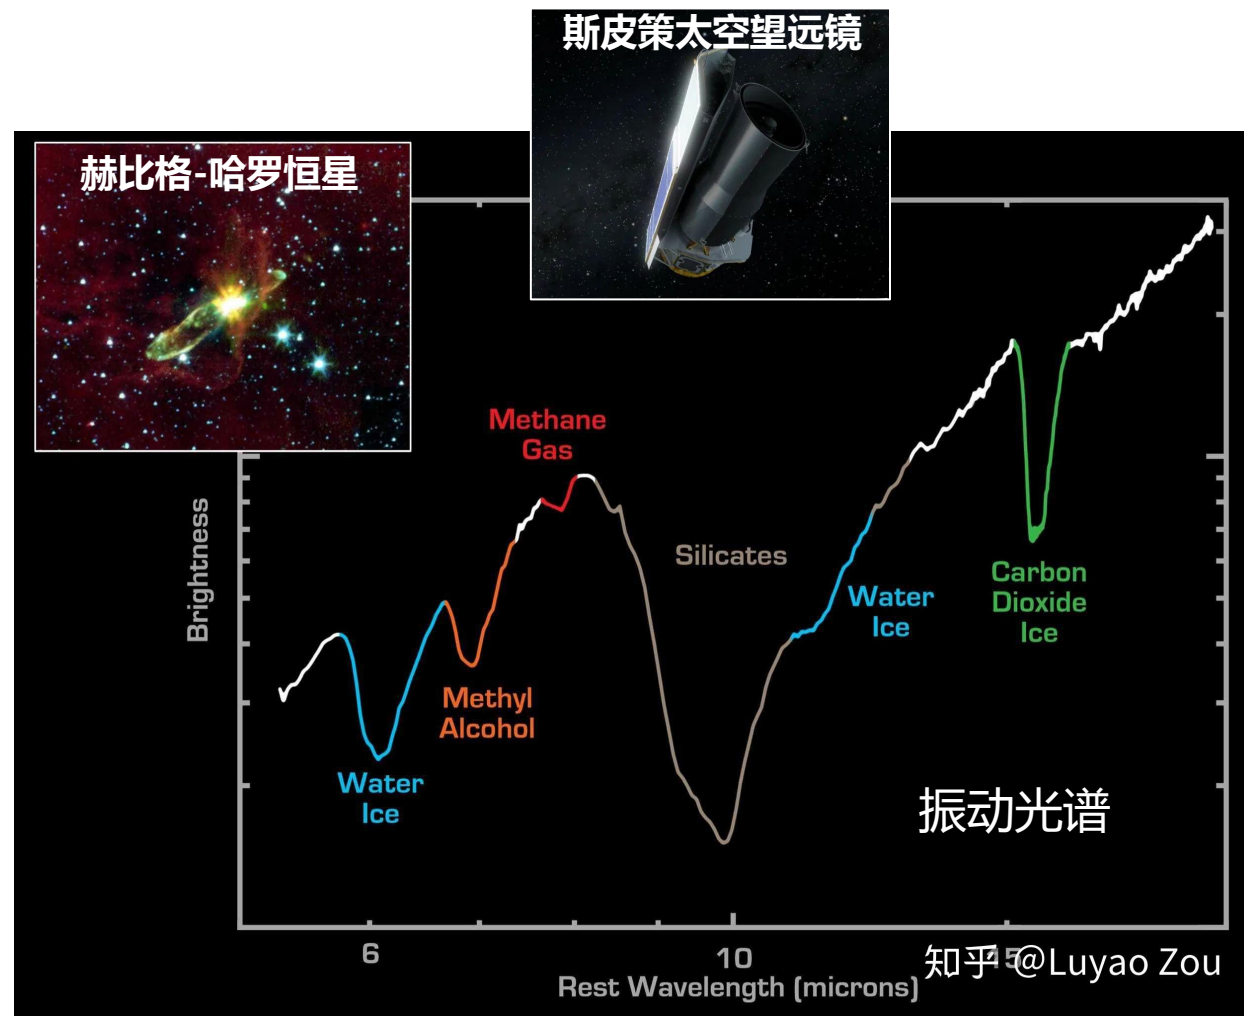 斯皮策太空望远镜
赫比格-哈罗恒星
Methane
Gas
Silicates
Brightness
Water
Ice
Carbon
Dioxide
Ice
Methyl
Alcohol
Water
Ice
振动光谱
6
10
15
知乎 @Luyao Zou
Rest Wavelength (microns)